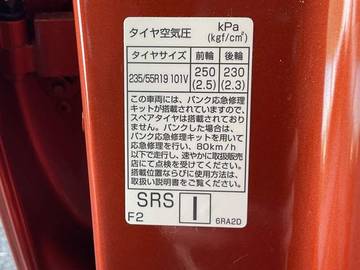 タイヤ空気圧 kPa (kgf/cm²)
タイヤサイズ 前輪 後輪
235/55R19 101V 250 (2.5) 230 (2.3)
この車両には、パンク応急修理
キットが搭載されていますので、
スペアタイヤは搭載されておりません。
パンクした場合は、
パンク応急修理キットを用いて
応急修理を行い、80km/h
以下で走行し、速やかに取扱販売
店にて点検を受けてください。
搭載位置ならびに使用方法は、
取扱い説明書をご覧ください。
SRS I
F2 6RA2D